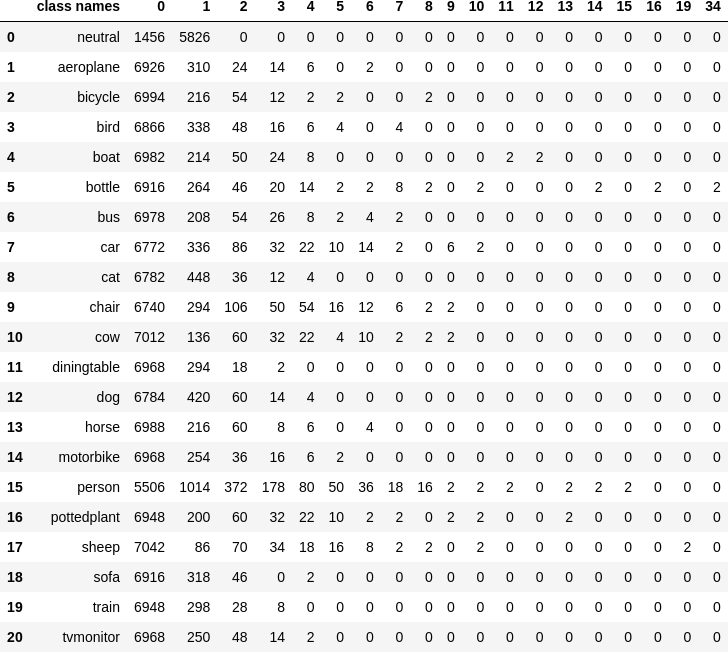 class names 0 1 2 3 4 5 6 7 8 9 10 11 12 13 14 15 16 19 34
0 neutral 1456 5826 0 0 0 0 0 0 0 0 0 0 0 0 0 0 0 0 0
1 aeroplane 6926 310 24 14 6 0 2 0 0 0 0 0 0 0 0 0 0 0 0
2 bicycle 6994 216 54 12 2 2 0 0 2 0 0 0 0 0 0 0 0 0 0
3 bird 6866 338 48 16 6 4 0 4 0 0 0 0 0 0 0 0 0 0 0
4 boat 6982 214 50 24 8 0 0 0 0 0 0 2 2 0 0 0 0 0 0
5 bottle 6916 264 46 20 14 2 2 8 2 0 2 0 0 0 2 0 2 0 2
6 bus 6978 208 54 26 8 2 4 2 0 0 0 0 0 0 0 0 0 0 0
7 car 6772 336 86 32 22 10 14 2 0 6 2 0 0 0 0 0 0 0 0
8 cat 6782 448 36 12 4 0 0 0 0 0 0 0 0 0 0 0 0 0 0
9 chair 6740 294 106 50 54 16 12 6 2 2 0 0 0 0 0 0 0 0 0
10 cow 7012 136 60 32 22 4 10 2 2 2 0 0 0 0 0 0 0 0 0
11 diningtable 6968 294 18 2 0 0 0 0 0 0 0 0 0 0 0 0 0 0 0
12 dog 6784 420 60 14 4 0 0 0 0 0 0 0 0 0 0 0 0 0 0
13 horse 6988 216 60 8 6 0 4 0 0 0 0 0 0 0 0 0 0 0 0
14 motorbike 6968 254 36 16 6 2 0 0 0 0 0 0 0 0 0 0 0 0 0
15 person 5506 1014 372 178 80 50 36 18 16 2 2 2 0 2 2 2 0 0 0
16 pottedplant 6948 200 60 32 22 10 2 2 0 2 2 0 0 2 0 0 0 0 0
17 sheep 7042 86 70 34 18 16 8 2 2 0 2 0 0 0 0 0 0 2 0
18 sofa 6916 318 46 0 2 0 0 0 0 0 0 0 0 0 0 0 0 0 0
19 train 6948 298 28 8 0 0 0 0 0 0 0 0 0 0 0 0 0 0 0
20 tvmonitor 6968 250 48 14 2 0 0 0 0 0 0 0 0 0 0 0 0 0 0